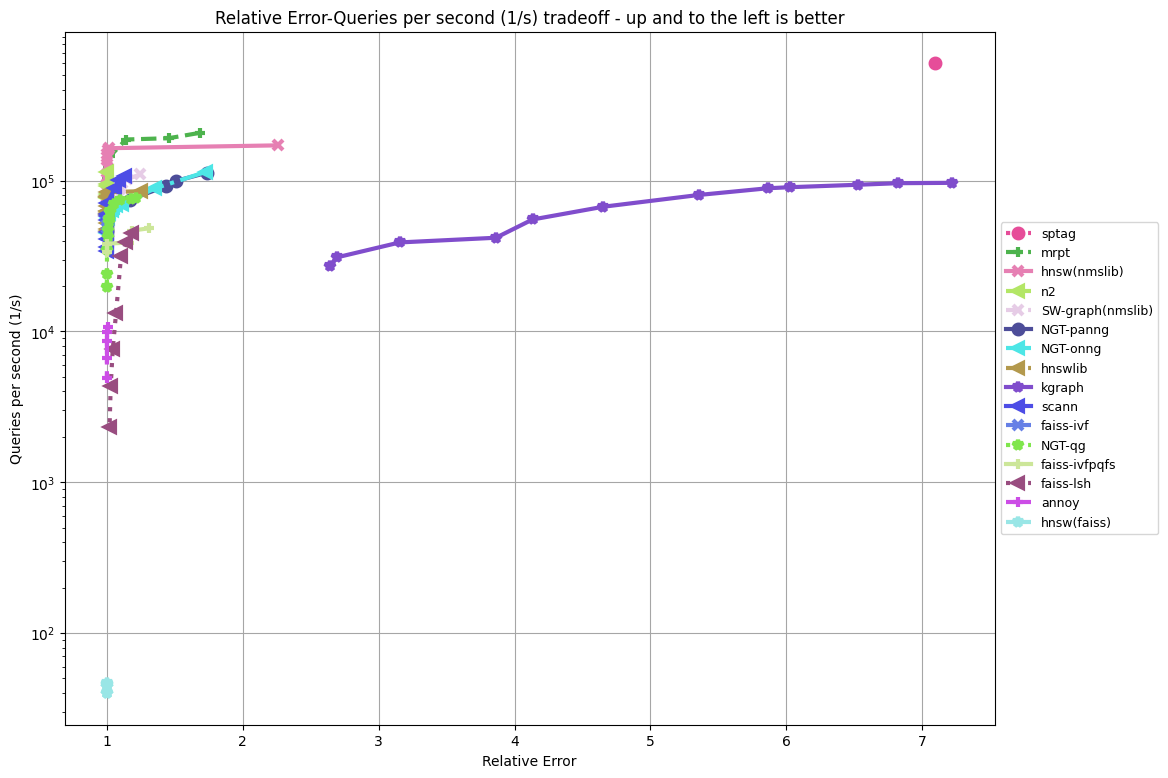 Relative Error-Queries per second (1/s) tradeoff - up and to the left is better
Queries per second (1/s)
10^5
10^4
10^3
10^2
1 2 3 4 5 6 7
Relative Error
sptag
mrpt
hnsw(nmslib)
n2
SW-graph(nmslib)
NGT-panng
NGT-onng
hnswlib
kgraph
scann
faiss-ivf
NGT-qg
faiss-ivfpqfs
faiss-lsh
annoy
hnsw(faiss)